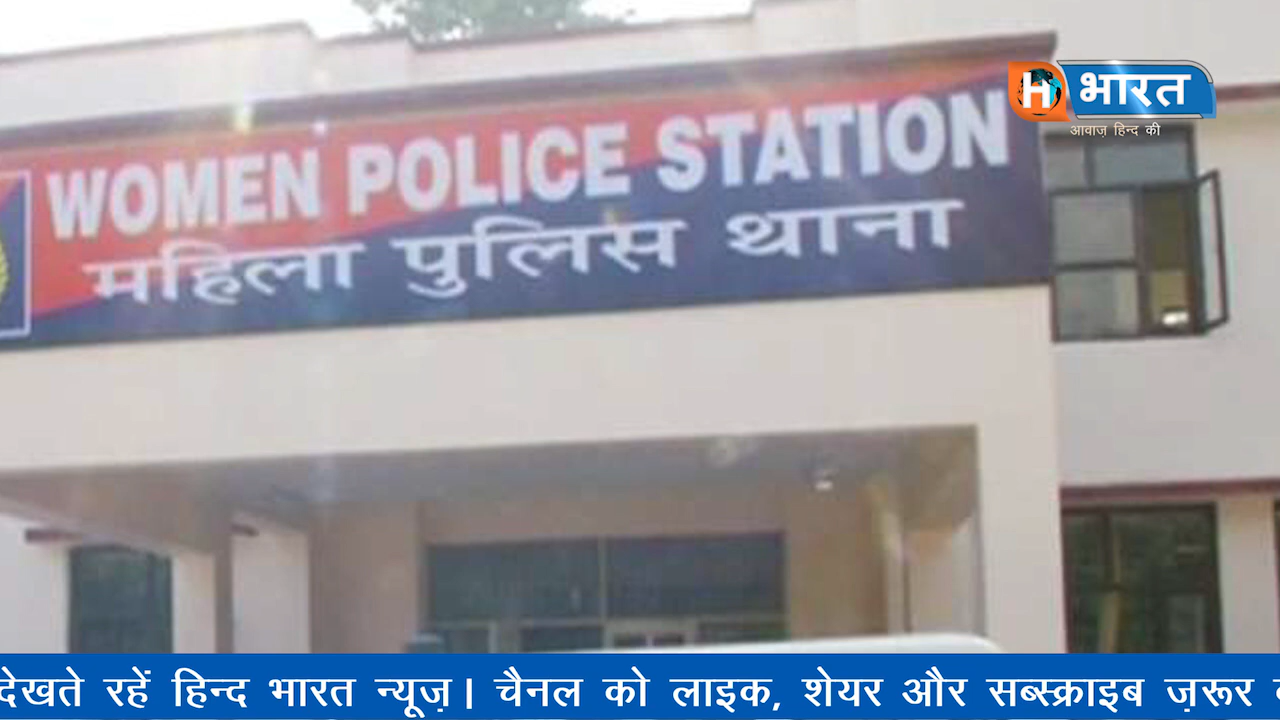 H भारत
आवाज़ हिन्द की
WOMEN POLICE STATION
महिला पुलिस थाना
देखते रहें हिन्द भारत न्यूज़। चैनल को लाइक, शेयर और सब्स्क्राइब ज़रूर